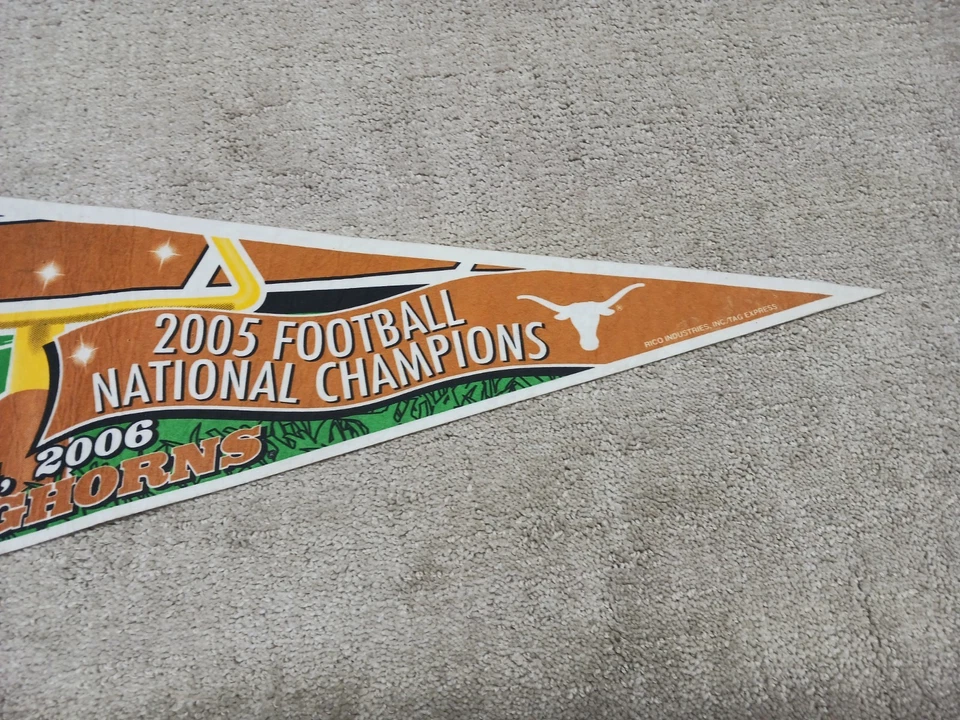 2005 FOOTBALL
NATIONAL CHAMPIONS
RICO INDUSTRIES, INC/TAG EXPRESS
, 2006
GHORNS